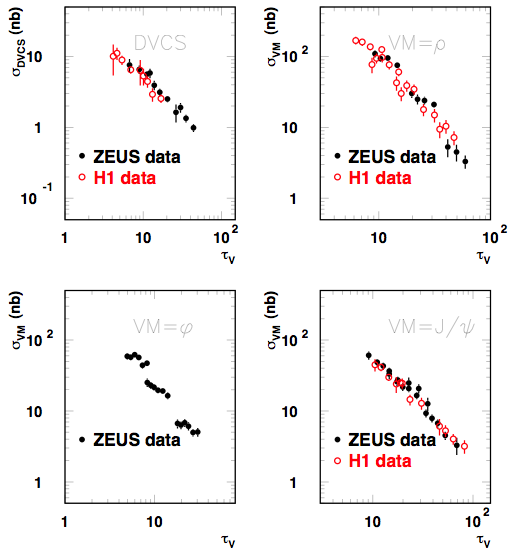 σDVCS (nb)
DVCS
10
1
10⁻¹
ZEUS data
H1 data
1 10 10²
τV
σVM (nb)
VM=ρ
10²
10
1
ZEUS data
H1 data
10 10²
τV
σVM (nb)
VM=φ
10²
10
1
ZEUS data
1 10
τV
σVM (nb)
VM=J/ψ
10²
10
1
ZEUS data
H1 data
10 10²
τV